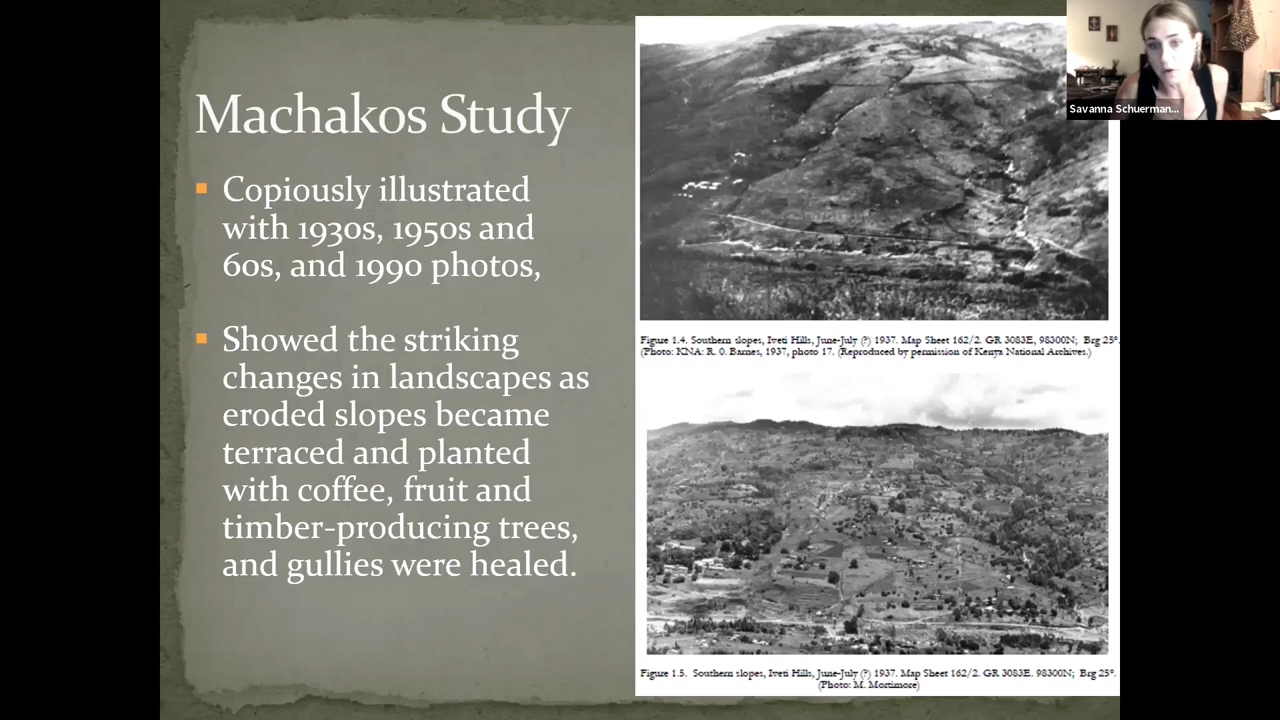 Machakos Study
Copiously illustrated
with 1930s, 1950s and
60s, and 1990 photos,
Showed the striking
changes in landscapes as
eroded slopes became
terraced and planted
with coffee, fruit and
timber-producing trees,
and gullies were healed.
Figure 1.4. Southern slopes, Iveti Hills, June-July (?) 1937. Map Sheet 162/2. GR 3083E, 98300N; Brg 25°.
(Photo: KNA: R. O. Barnes, 1937, photo 17. (Reproduced by permission of Kenya National Archives.)
Figure 1.5. Southern slopes, Iveti Hills, June-July (?) 1937. Map Sheet 162/2. GR 3083E, 98300N; Brg 25°.
(Photo: M. Mortimore)
Savanna Schuerman...